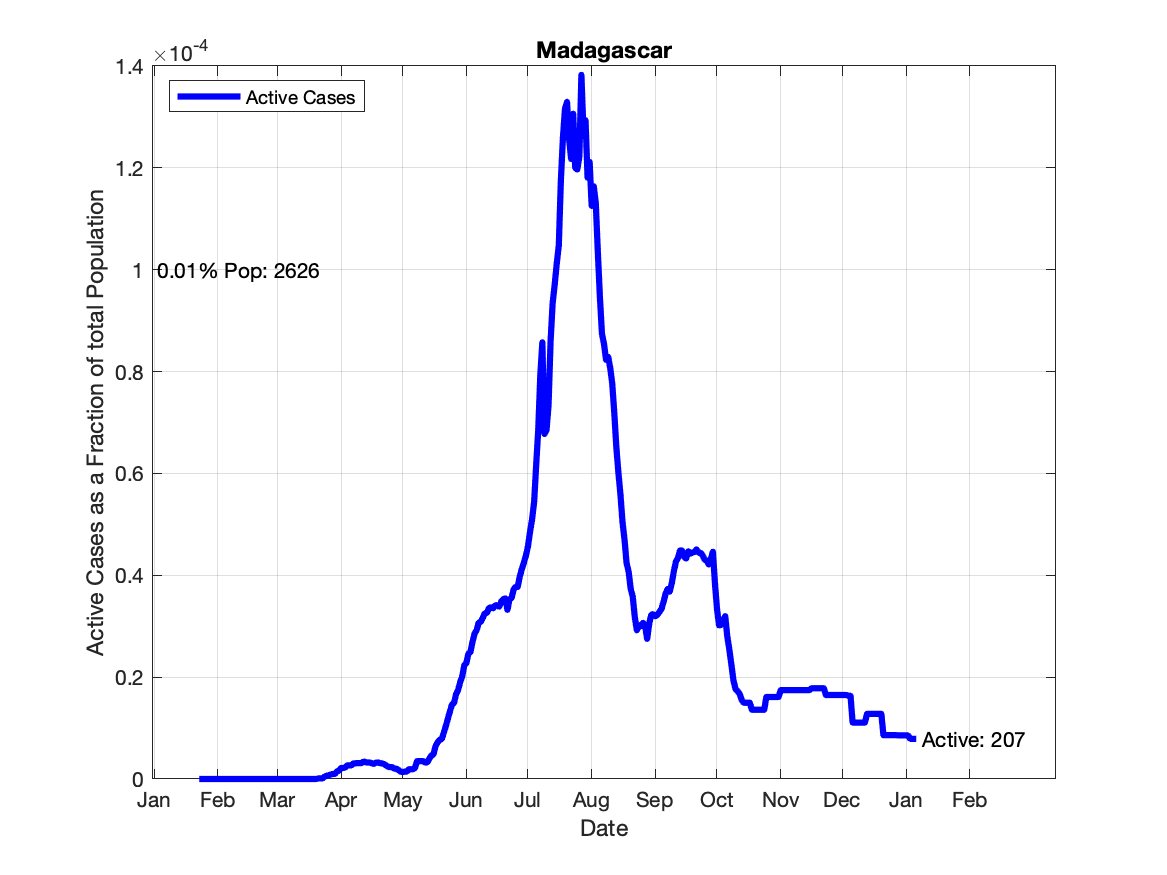 Madagascar
×10-4
Active Cases
1.4
1.2
1
0.8
0.6
0.4
0.2
0
0.01% Pop: 2626
Active: 207
Active Cases as a Fraction of total Population
Jan Feb Mar Apr May Jun Jul Aug Sep Oct Nov Dec Jan Feb
Date